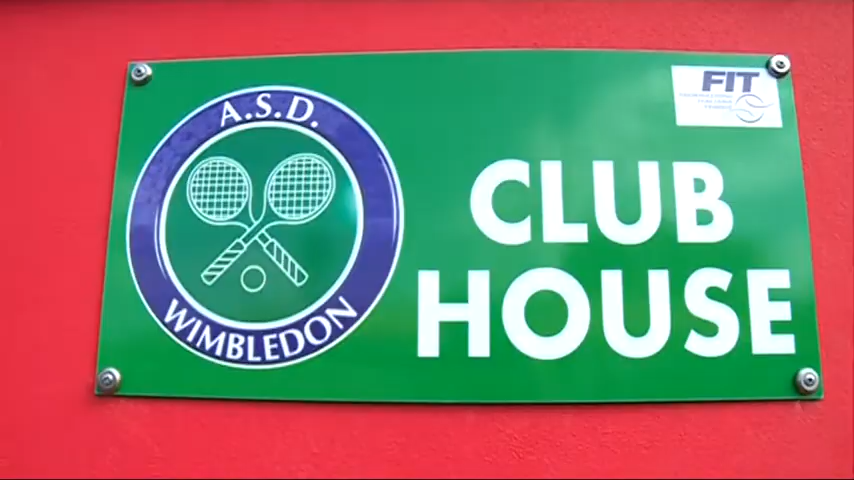 A.S.D.
WIMBLEDON
FIT
CLUB
HOUSE